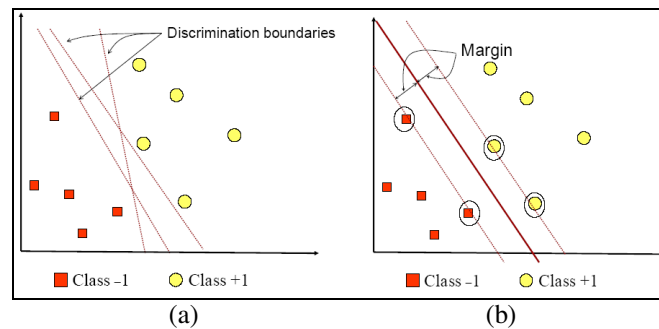 Discrimination boundaries
Class –1
Class +1
(a)
Margin
Class –1
Class +1
(b)